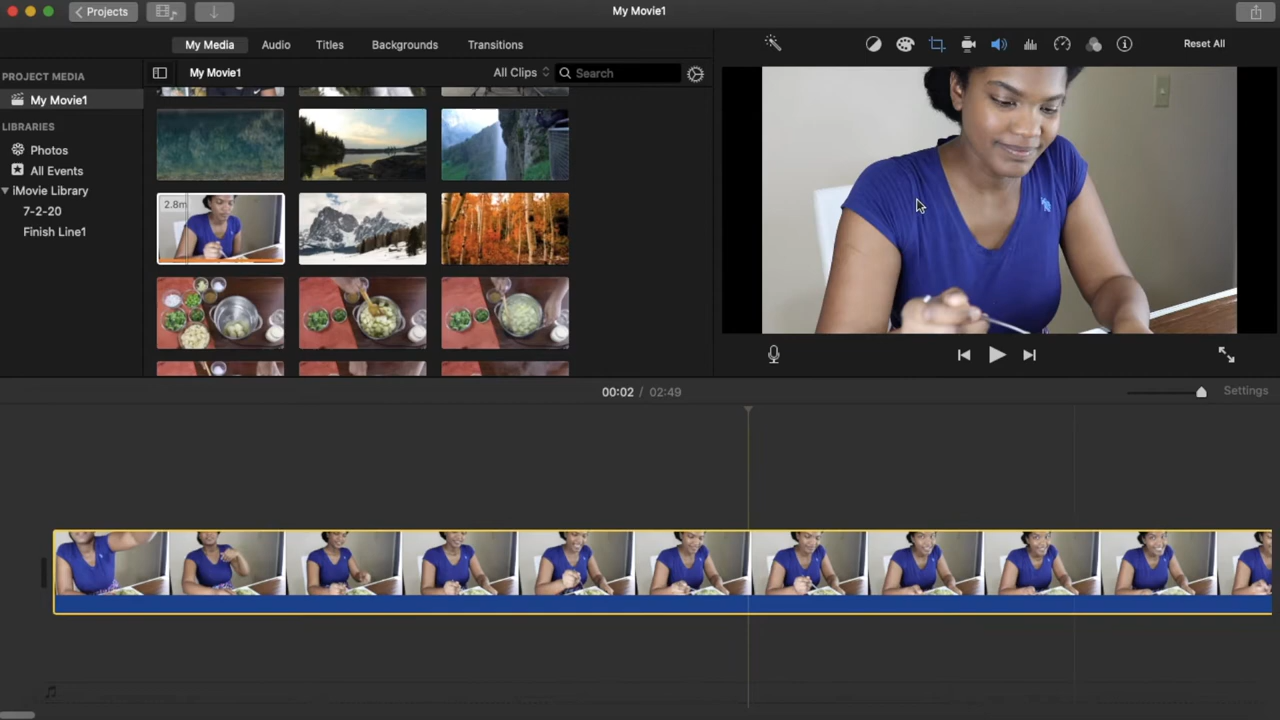 My Movie1
Projects
My Media Audio Titles Backgrounds Transitions
Reset All
PROJECT MEDIA
My Movie1
All Clips
Search
My Movie1
LIBRARIES
Photos
All Events
iMovie Library
7-2-20
Finish Line1
2.8m
00:02 / 02:49
Settings